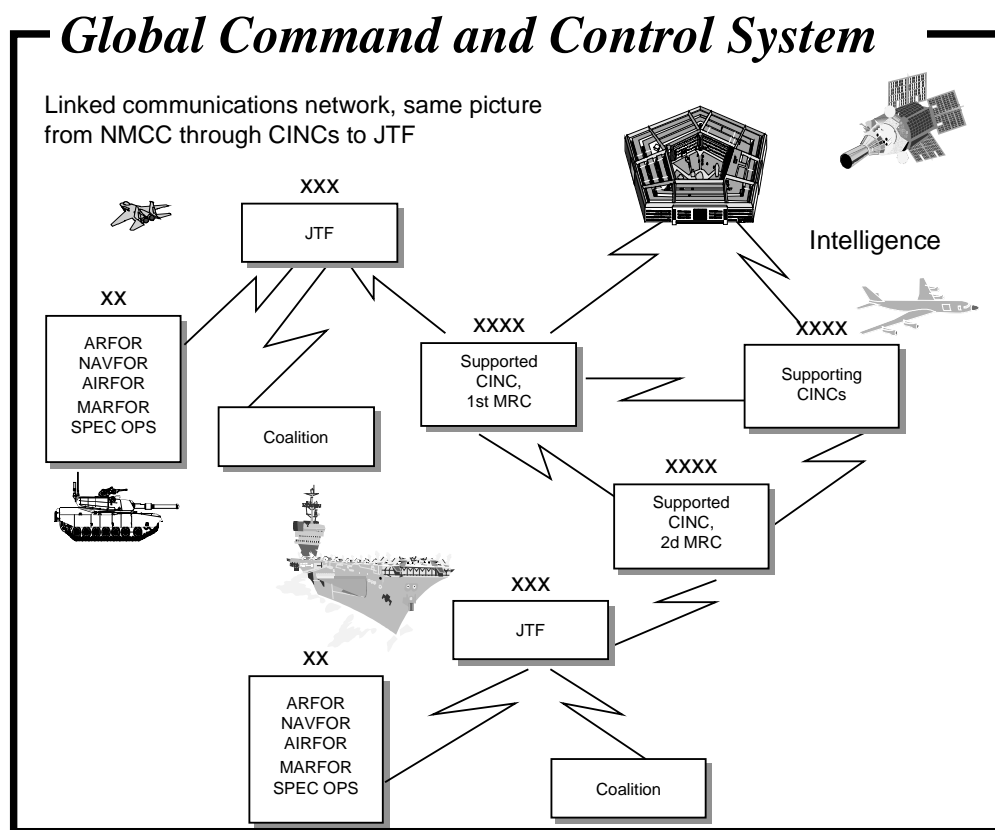 Global Command and Control System
Linked communications network, same picture
from NMCC through CINCs to JTF
XXX
JTF
Intelligence
XX
ARFOR
NAVFOR
AIRFOR
MARFOR
SPEC OPS
Coalition
XXXX
Supported
CINC,
1st MRC
XXXX
Supporting
CINCs
XXXX
Supported
CINC,
2d MRC
XXX
JTF
XX
ARFOR
NAVFOR
AIRFOR
MARFOR
SPEC OPS
Coalition